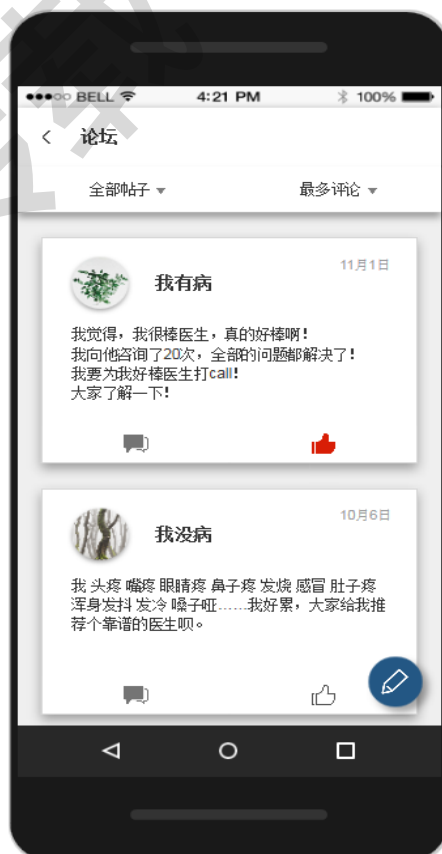 BELL 4:21 PM 100%
论坛
全部帖子 最多评论
11月1日
我有病
我觉得，我很棒医生，真的好棒啊！
我向他咨询了20次，全部的问题都解决了！
我要为我好棒医生打call！
大家了解一下！
10月6日
我没病
我 头疼 嘴疼 眼睛疼 鼻子疼 发烧 感冒 肚子疼
浑身发抖 发冷 嗓子哑……我好累，大家给我推
荐个靠谱的医生呗。